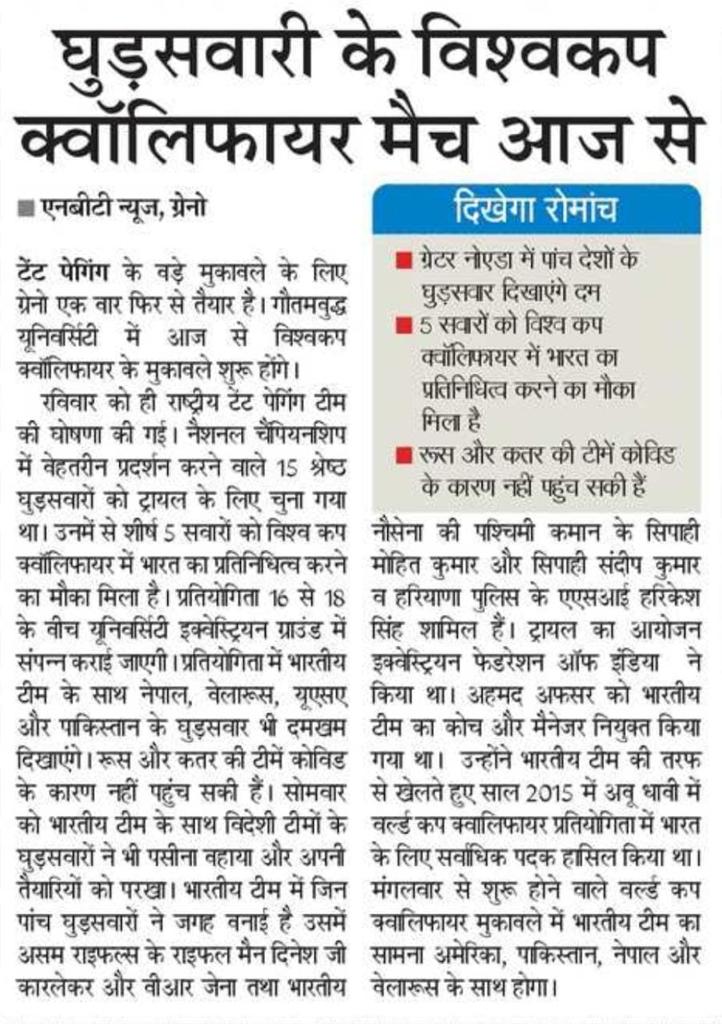 घुड़सवारी के विश्वकप
क्वॉलिफायर मैच आज से
एनबीटी न्यूज, ग्रेनो
टेंट पेगिंग के बड़े मुकाबले के लिए
ग्रेनो एक बार फिर से तैयार है। गौतमबुद्ध
यूनिवर्सिटी में आज से विश्वकप
क्वॉलिफायर के मुकाबले शुरू होंगे।
रविवार को ही राष्ट्रीय टेंट पेगिंग टीम
की घोषणा की गई। नैशनल चैंपियनशिप
में बेहतरीन प्रदर्शन करने वाले 15 श्रेष्ठ
घुड़सवारों को ट्रायल के लिए चुना गया
था। उनमें से शीर्ष 5 सवारों को विश्व कप
क्वॉलिफायर में भारत का प्रतिनिधित्व करने
का मौका मिला है। प्रतियोगिता 16 से 18
के बीच यूनिवर्सिटी इक्वेस्ट्रियन ग्राउंड में
संपन्न कराई जाएगी। प्रतियोगिता में भारतीय
टीम के साथ नेपाल, बेलारूस, यूएसए
और पाकिस्तान के घुड़सवार भी दमखम
दिखाएंगे। रूस और कतर की टीमें कोविड
के कारण नहीं पहुंच सकी हैं। सोमवार
को भारतीय टीम के साथ विदेशी टीमों के
घुड़सवारों ने भी पसीना बहाया और अपनी
तैयारियों को परखा। भारतीय टीम में जिन
पांच घुड़सवारों ने जगह बनाई है उसमें
असम राइफल्स के राइफल मैन दिनेश जी
कारलेकर और बीआर जेना तथा भारतीय
दिखेगा रोमांच
ग्रेटर नोएडा में पांच देशों के
घुड़सवार दिखाएंगे दम
5 सवारों को विश्व कप
क्वॉलिफायर में भारत का
प्रतिनिधित्व करने का मौका
मिला है
रूस और कतर की टीमें कोविड
के कारण नहीं पहुंच सकी हैं
नौसेना की पश्चिमी कमान के सिपाही
मोहित कुमार और सिपाही संदीप कुमार
व हरियाणा पुलिस के एएसआई हरिकेश
सिंह शामिल हैं। ट्रायल का आयोजन
इक्वेस्ट्रियन फेडरेशन ऑफ इंडिया ने
किया था। अहमद अफसर को भारतीय
टीम का कोच और मैनेजर नियुक्त किया
गया था। उन्होंने भारतीय टीम की तरफ
से खेलते हुए साल 2015 में अबू धाबी में
वर्ल्ड कप क्वालिफायर प्रतियोगिता में भारत
के लिए सर्वाधिक पदक हासिल किया था।
मंगलवार से शुरू होने वाले वर्ल्ड कप
क्वालिफायर मुकाबले में भारतीय टीम का
सामना अमेरिका, पाकिस्तान, नेपाल और
बेलारूस के साथ होगा।